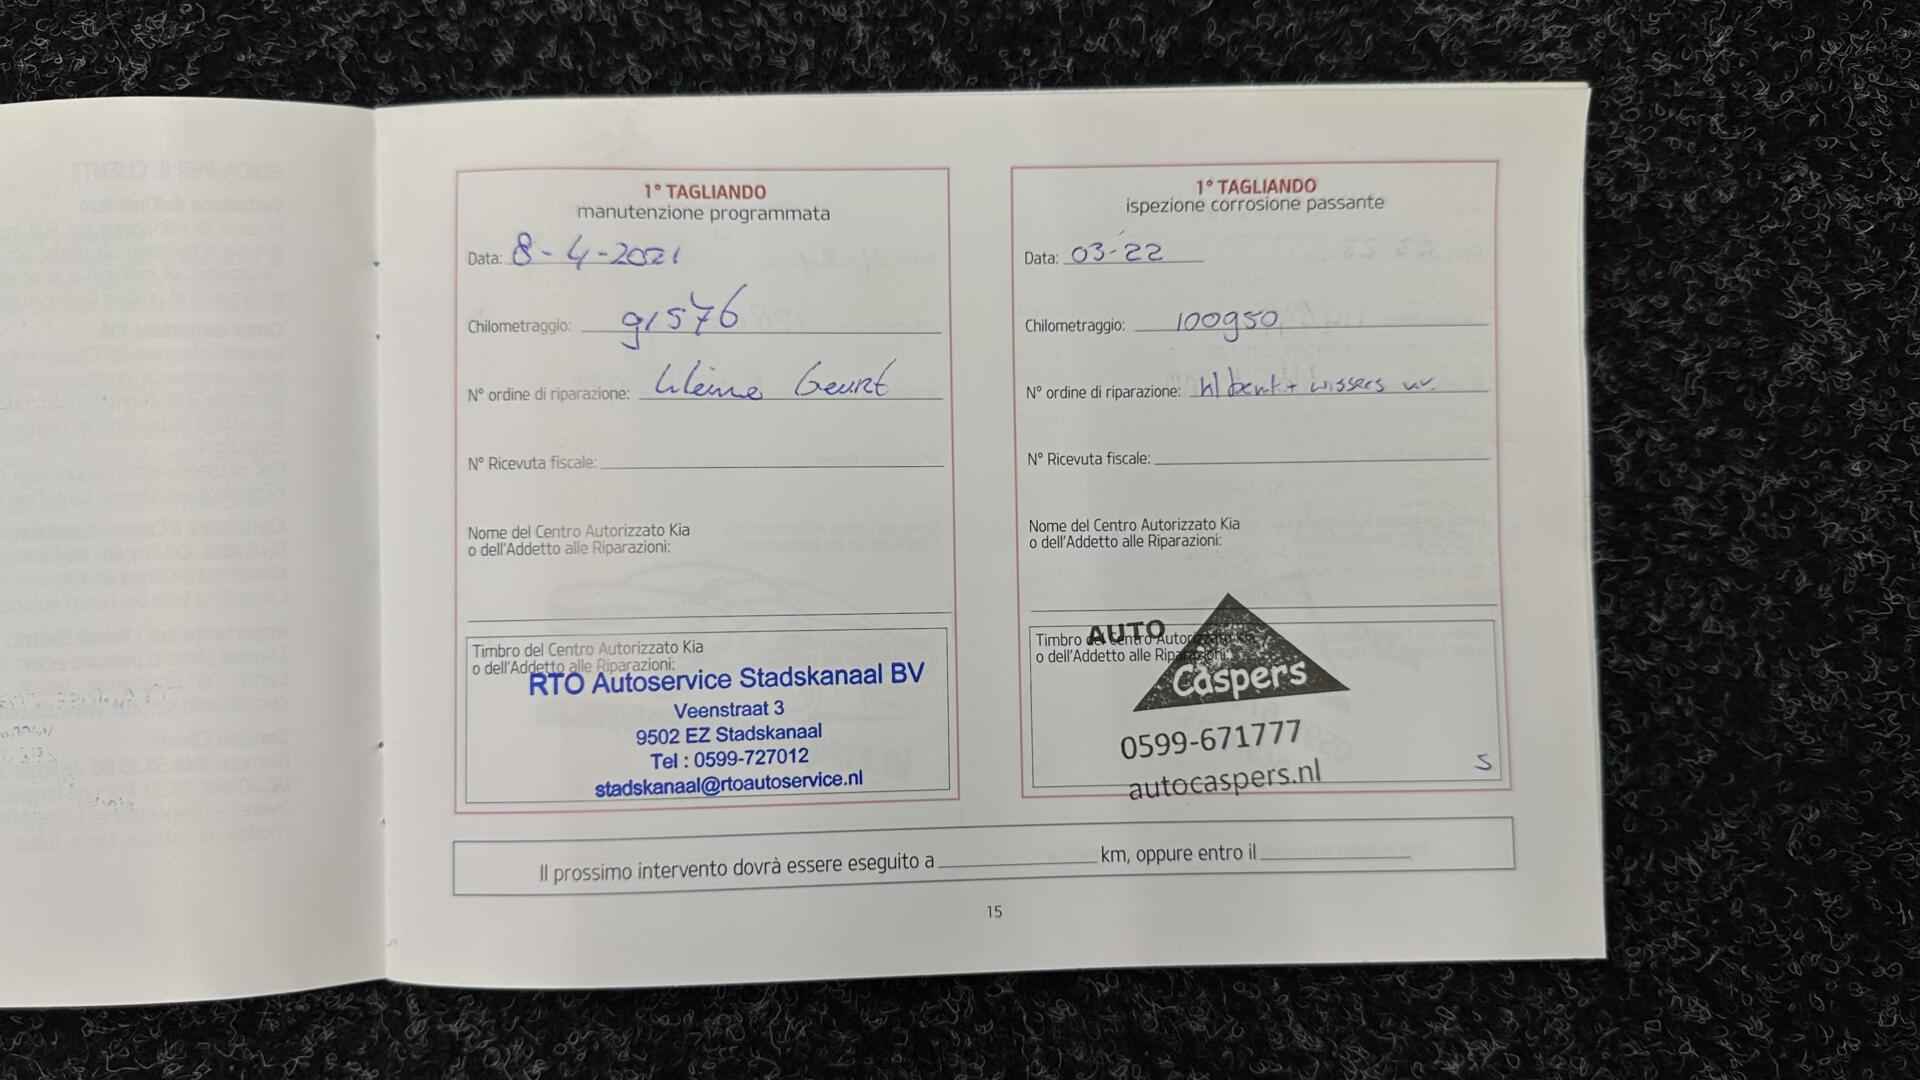 1° TAGLIANDO
manutenzione programmata
Data: 8-4-2021
Chilometraggio: 91576
N° ordine di riparazione: kleine beurt
N° Ricevuta fiscale:
Nome del Centro Autorizzato Kia
o dell'Addetto alle Riparazioni:
Timbro del Centro Autorizzato Kia
o dell'Addetto alle Riparazioni:
RTO Autoservice Stadskanaal BV
Veenstraat 3
9502 EZ Stadskanaal
Tel : 0599-727012
stadskanaal@rtoautoservice.nl
1° TAGLIANDO
ispezione corrosione passante
Data: 03-22
Chilometraggio: 100950
N° ordine di riparazione: kl beurt + wissers
N° Ricevuta fiscale:
Nome del Centro Autorizzato Kia
o dell'Addetto alle Riparazioni:
Timbro del Centro Autorizzato Kia
o dell'Addetto alle Riparazioni:
AUTO
Caspers
0599-671777
autocaspers.nl
Il prossimo intervento dovrà essere eseguito a km, oppure entro il
15